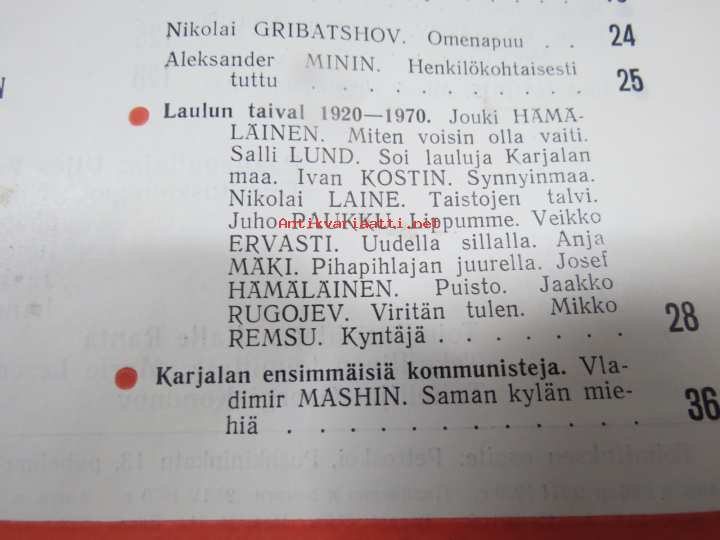 Nikolai GRIBATSHOV. Omenapuu . . 24
Aleksander MININ. Henkilökohtaisesti
tuttu . . . . . . . . 25
Laulun taival 1920—1970. Jouki HÄMÄ-
LÄINEN. Miten voisin olla vaiti.
Salli LUND. Soi lauluja Karjalan
maa. Ivan KOSTIN. Synnyinmaa.
Nikolai LAINE. Taistojen talvi.
Juho RAUKKU. Lippumme. Veikko
Antikvariaatti.net
ERVASTI. Uudella sillalla. Anja
MÄKI. Pihapihlajan juurella. Josef
HÄMÄLÄINEN. Puisto. Jaakko
RUGOJEV. Viritän tulen. Mikko
REMSU. Kyntäjä . . . . . . . 28
Karjalan ensimmäisiä kommunisteja. Vla-
dimir MASHIN. Saman kylän mie-
hiä . . . . . . . . . . . 36